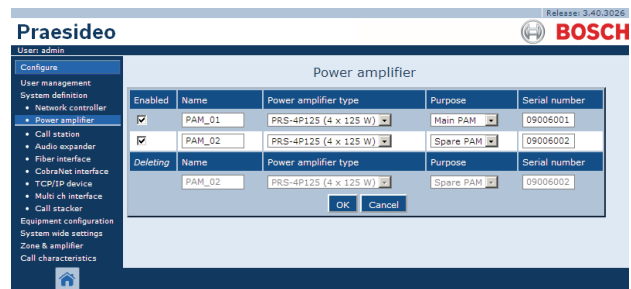 Release: 3.40.3026
Praesideo
BOSCH
User: admin
Configure
User management
System definition
• Network controller
• Power amplifier
• Call station
• Audio expander
• Fiber interface
• CobraNet interface
• TCP/IP device
• Multi ch interface
• Call stacker
Equipment configuration
System wide settings
Zone & amplifier
Call characteristics
Power amplifier
Enabled Name Power amplifier type Purpose Serial number
PAM_01 PRS-4P125 (4 x 125 W) Main PAM 09006001
PAM_02 PRS-4P125 (4 x 125 W) Spare PAM 09006002
Deleting Name Power amplifier type Purpose Serial number
PAM_02 PRS-4P125 (4 x 125 W) Spare PAM 09006002
OK Cancel